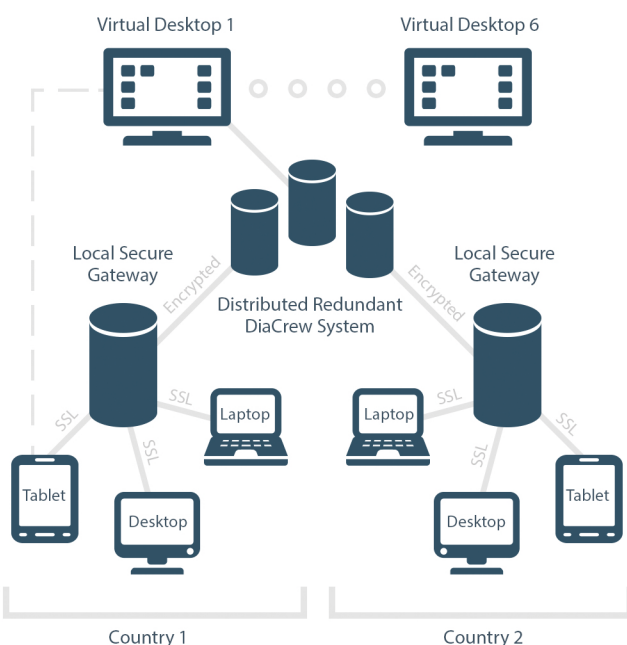 Virtual Desktop 1
Virtual Desktop 6
Local Secure
Gateway
Local Secure
Gateway
Encrypted
Encrypted
Distributed Redundant
DiaCrew System
SSL
Laptop
Laptop
SSL
SSL
SSL
SSL
SSL
Tablet
Desktop
Desktop
Tablet
Country 1
Country 2